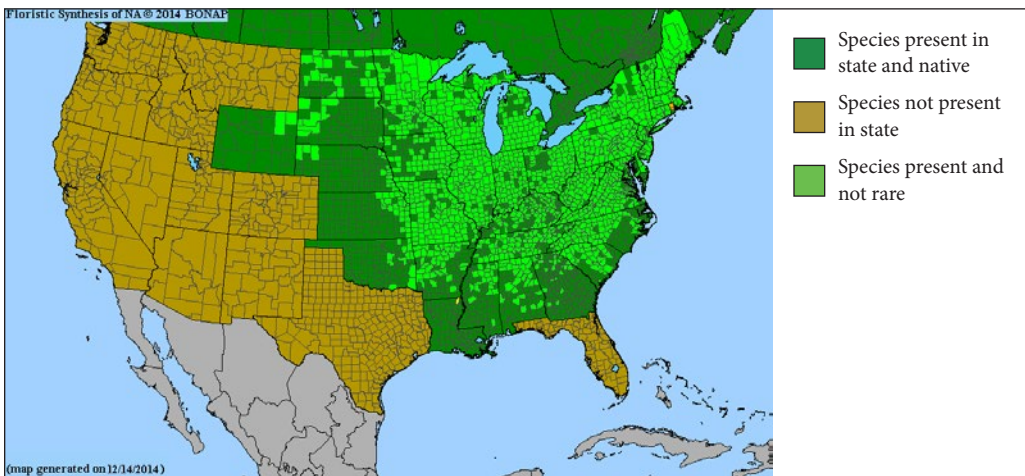 Floristic Synthesis of NA © 2014 BONAP
Species present in
state and native
Species not present
in state
Species present and
not rare
(map generated on 12/14/2014)